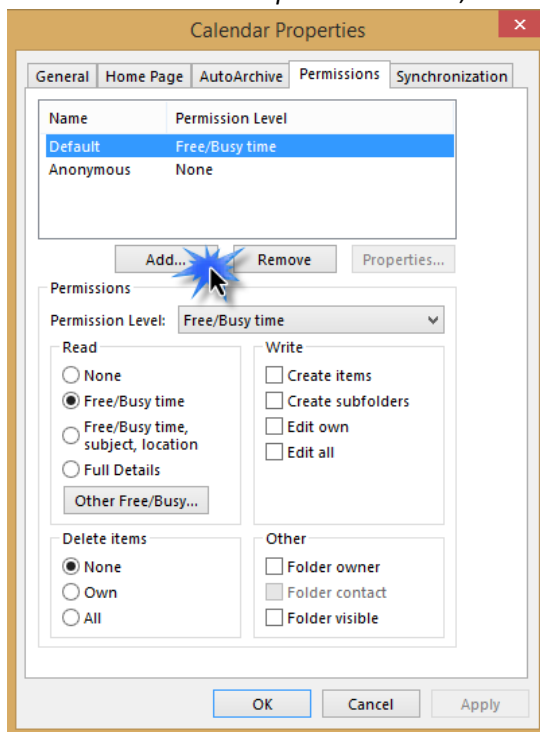 Calendar Properties
General Home Page AutoArchive Permissions Synchronization
Name Permission Level
Default Free/Busy time
Anonymous None
Add... Remove Properties...
Permissions
Permission Level: Free/Busy time
Read
None
Free/Busy time
Free/Busy time,
subject, location
Full Details
Other Free/Busy...
Write
Create items
Create subfolders
Edit own
Edit all
Delete items
None
Own
All
Other
Folder owner
Folder contact
Folder visible
OK Cancel Apply